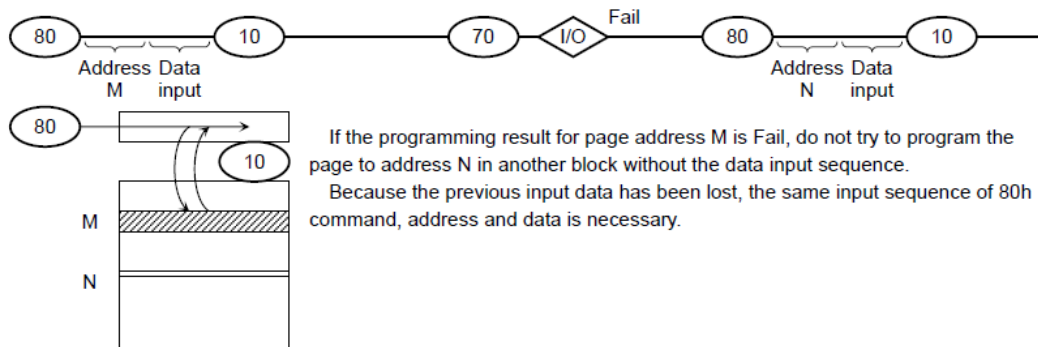 Fail
80 10 70 I/O 80 10
Address Data Address Data
M input N input
80
10
M
N
If the programming result for page address M is Fail, do not try to program the
page to address N in another block without the data input sequence.
Because the previous input data has been lost, the same input sequence of 80h
command, address and data is necessary.